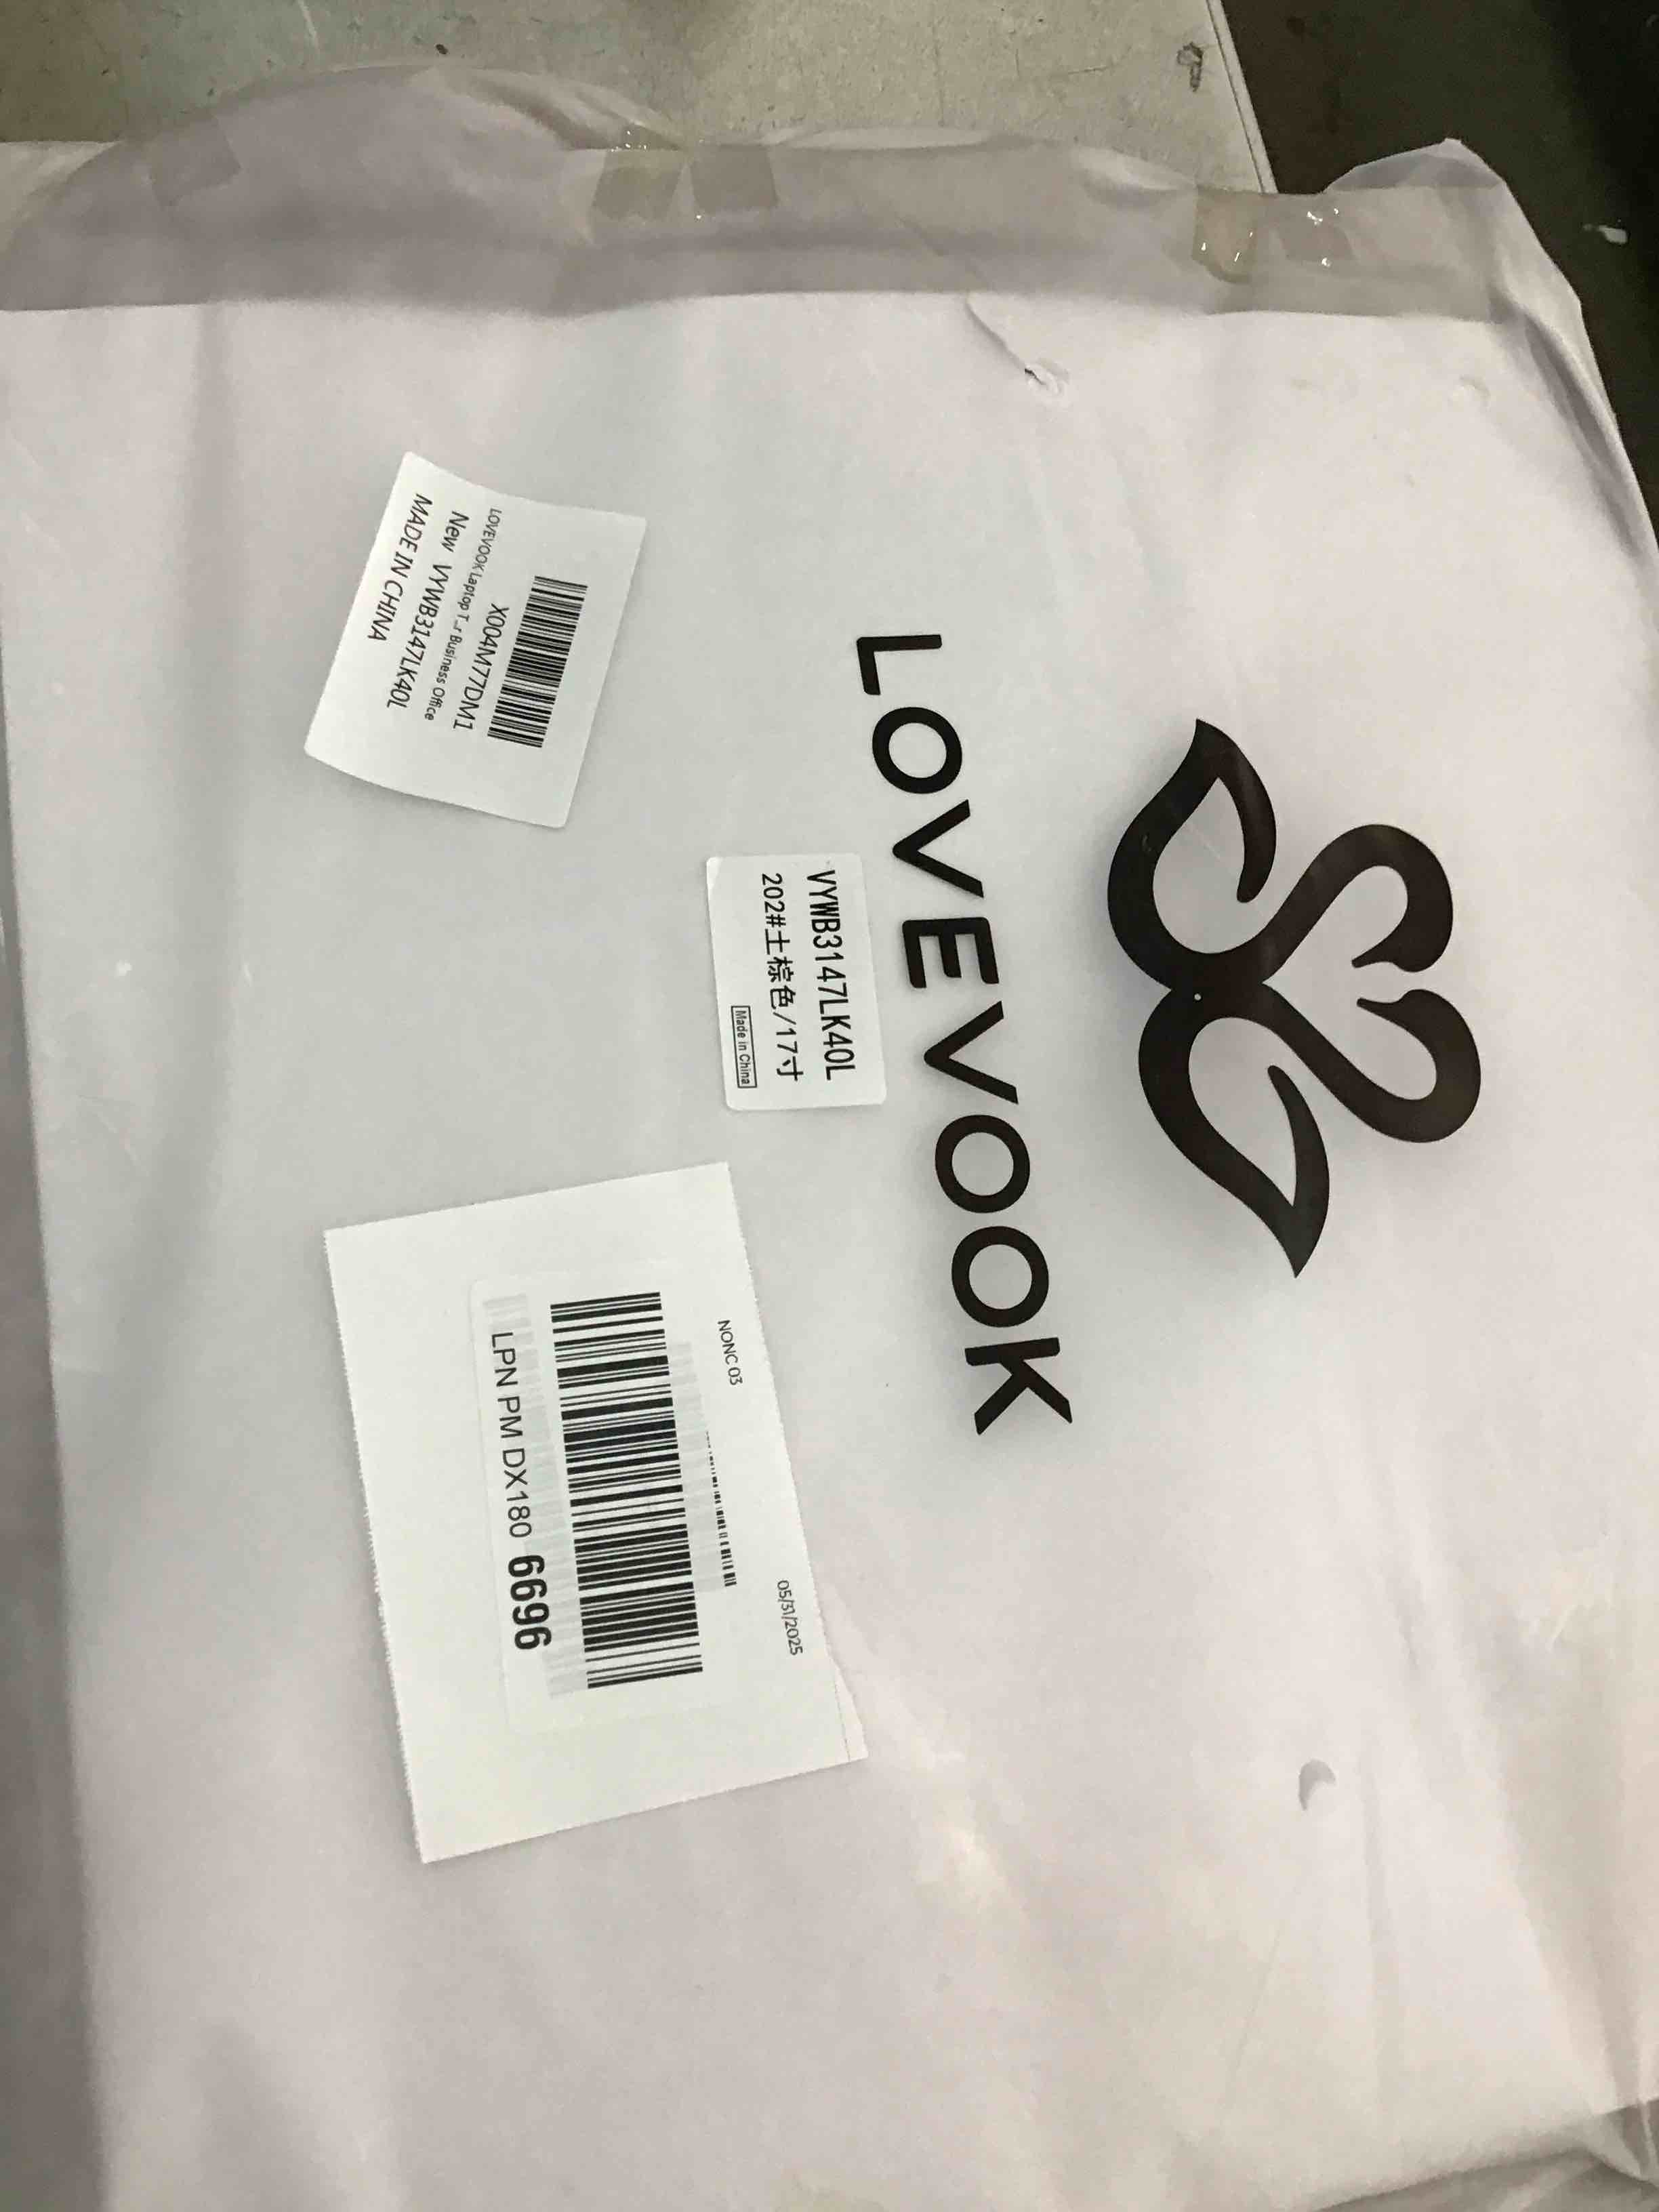 LOVEVOOK
X004M77DM1
LOVEVOOK Laptop T...r Business Office
New VYWB3147LK40L
MADE IN CHINA
VYWB3147LK40L
202#土棕色/17寸
Made in China
NONC 03
05/31/2025
LPN PM DX180 6696